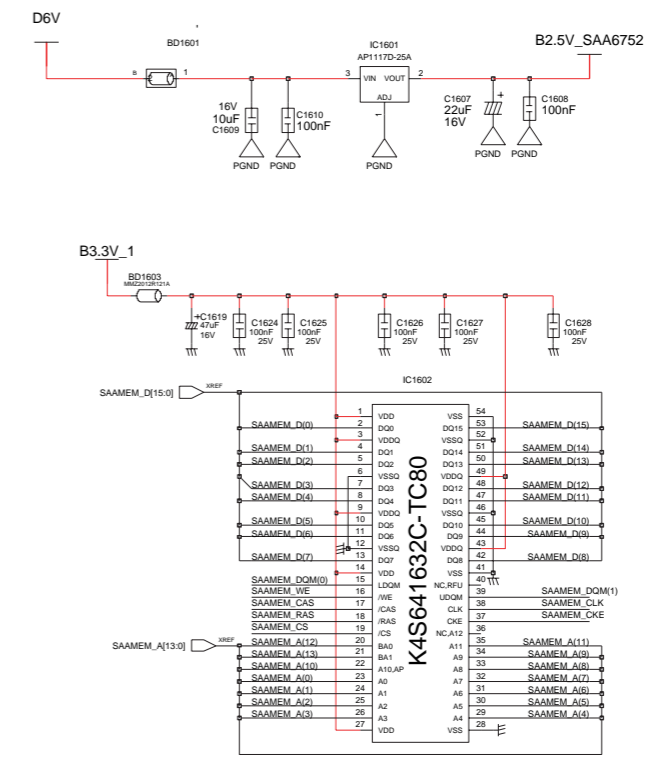 D6V
BD1601
B 1
IC1601
AP1117D-25A
3 VIN VOUT 2
ADJ
1
B2.5V_SAA6752
16V
10uF
C1609
C1610
100nF
C1607
22uF
16V
+
C1608
100nF
PGND
PGND
PGND
PGND
PGND
B3.3V_1
BD1603
MMZ2012R121A
+C1619
47uF
16V
C1624
100nF
25V
C1625
100nF
25V
C1626
100nF
25V
C1627
100nF
25V
C1628
100nF
25V
IC1602
K4S641632C-TC80
SAAMEM_D[15:0] XREF
1 VDD VSS 54
SAAMEM_D(0) 2 DQ0 DQ15 53 SAAMEM_D(15)
3 VDDQ VSSQ 52
SAAMEM_D(1) 4 DQ1 DQ14 51 SAAMEM_D(14)
SAAMEM_D(2) 5 DQ2 DQ13 50 SAAMEM_D(13)
6 VSSQ VDDQ 49
SAAMEM_D(3) 7 DQ3 DQ12 48 SAAMEM_D(12)
SAAMEM_D(4) 8 DQ4 DQ11 47 SAAMEM_D(11)
9 VDDQ VSSQ 46
SAAMEM_D(5) 10 DQ5 DQ10 45 SAAMEM_D(10)
SAAMEM_D(6) 11 DQ6 DQ9 44 SAAMEM_D(9)
12 VSSQ VDDQ 43
SAAMEM_D(7) 13 DQ7 DQ8 42 SAAMEM_D(8)
14 VDD VSS 41
SAAMEM_DQM(0) 15 LDQM NC,RFU 40
SAAMEM_WE 16 /WE UDQM 39 SAAMEM_DQM(1)
SAAMEM_CAS 17 /CAS CLK 38 SAAMEM_CLK
SAAMEM_RAS 18 /RAS CKE 37 SAAMEM_CKE
SAAMEM_CS 19 /CS NC,A12 36
SAAMEM_A[13:0] XREF
SAAMEM_A(12) 20 BA0 A11 35 SAAMEM_A(11)
SAAMEM_A(13) 21 BA1 A9 34 SAAMEM_A(9)
SAAMEM_A(10) 22 A10,AP A8 33 SAAMEM_A(8)
SAAMEM_A(0) 23 A0 A7 32 SAAMEM_A(7)
SAAMEM_A(1) 24 A1 A6 31 SAAMEM_A(6)
SAAMEM_A(2) 25 A2 A5 30 SAAMEM_A(5)
SAAMEM_A(3) 26 A3 A4 29 SAAMEM_A(4)
27 VDD VSS 28